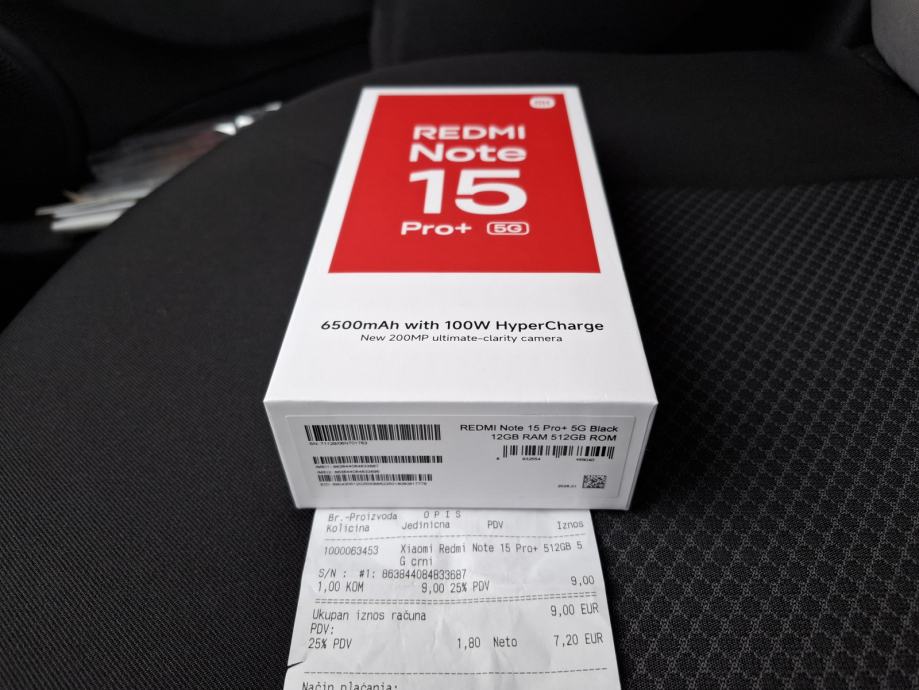 REDMI
Note
15
Pro+ 5G
6500mAh with 100W HyperCharge
New 200MP ultimate-clarity camera
REDMI Note 15 Pro+ 5G Black
12GB RAM 512GB ROM
Br.-Proizvoda O P I S
Kolicina Jedinicna PDV Iznos
1000063453 Xiaomi Redmi Note 15 Pro+ 512GB 5
G crni
S/N : #1: 863844084833687
1,00 KOM 9,00 25% PDV 9,00
Ukupan iznos računa 9,00 EUR
PDV:
25% PDV 1,80 Neto 7,20 EUR
Način plaćanja: